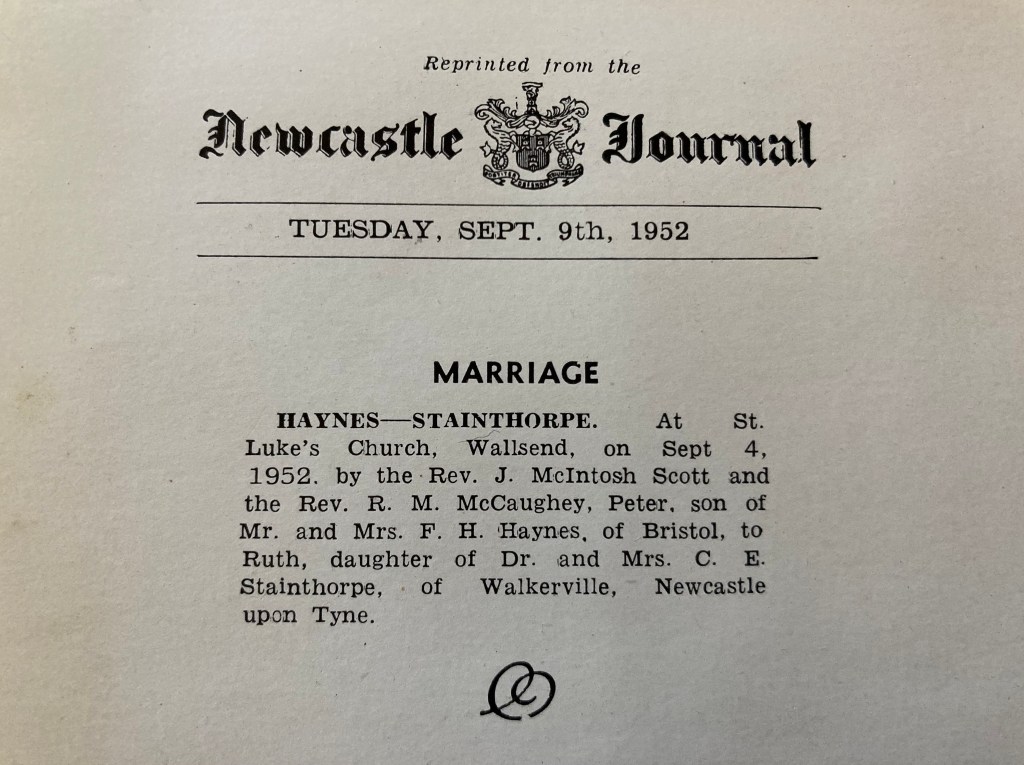 Reprinted from the
Newcastle Journal
TUESDAY, SEPT. 9th, 1952
MARRIAGE
HAYNES—STAINTHORPE. At St.
Luke's Church, Wallsend, on Sept 4,
1952. by the Rev. J. McIntosh Scott and
the Rev. R. M. McCaughey, Peter, son of
Mr. and Mrs. F. H. Haynes, of Bristol, to
Ruth, daughter of Dr. and Mrs. C. E.
Stainthorpe, of Walkerville, Newcastle
upon Tyne.